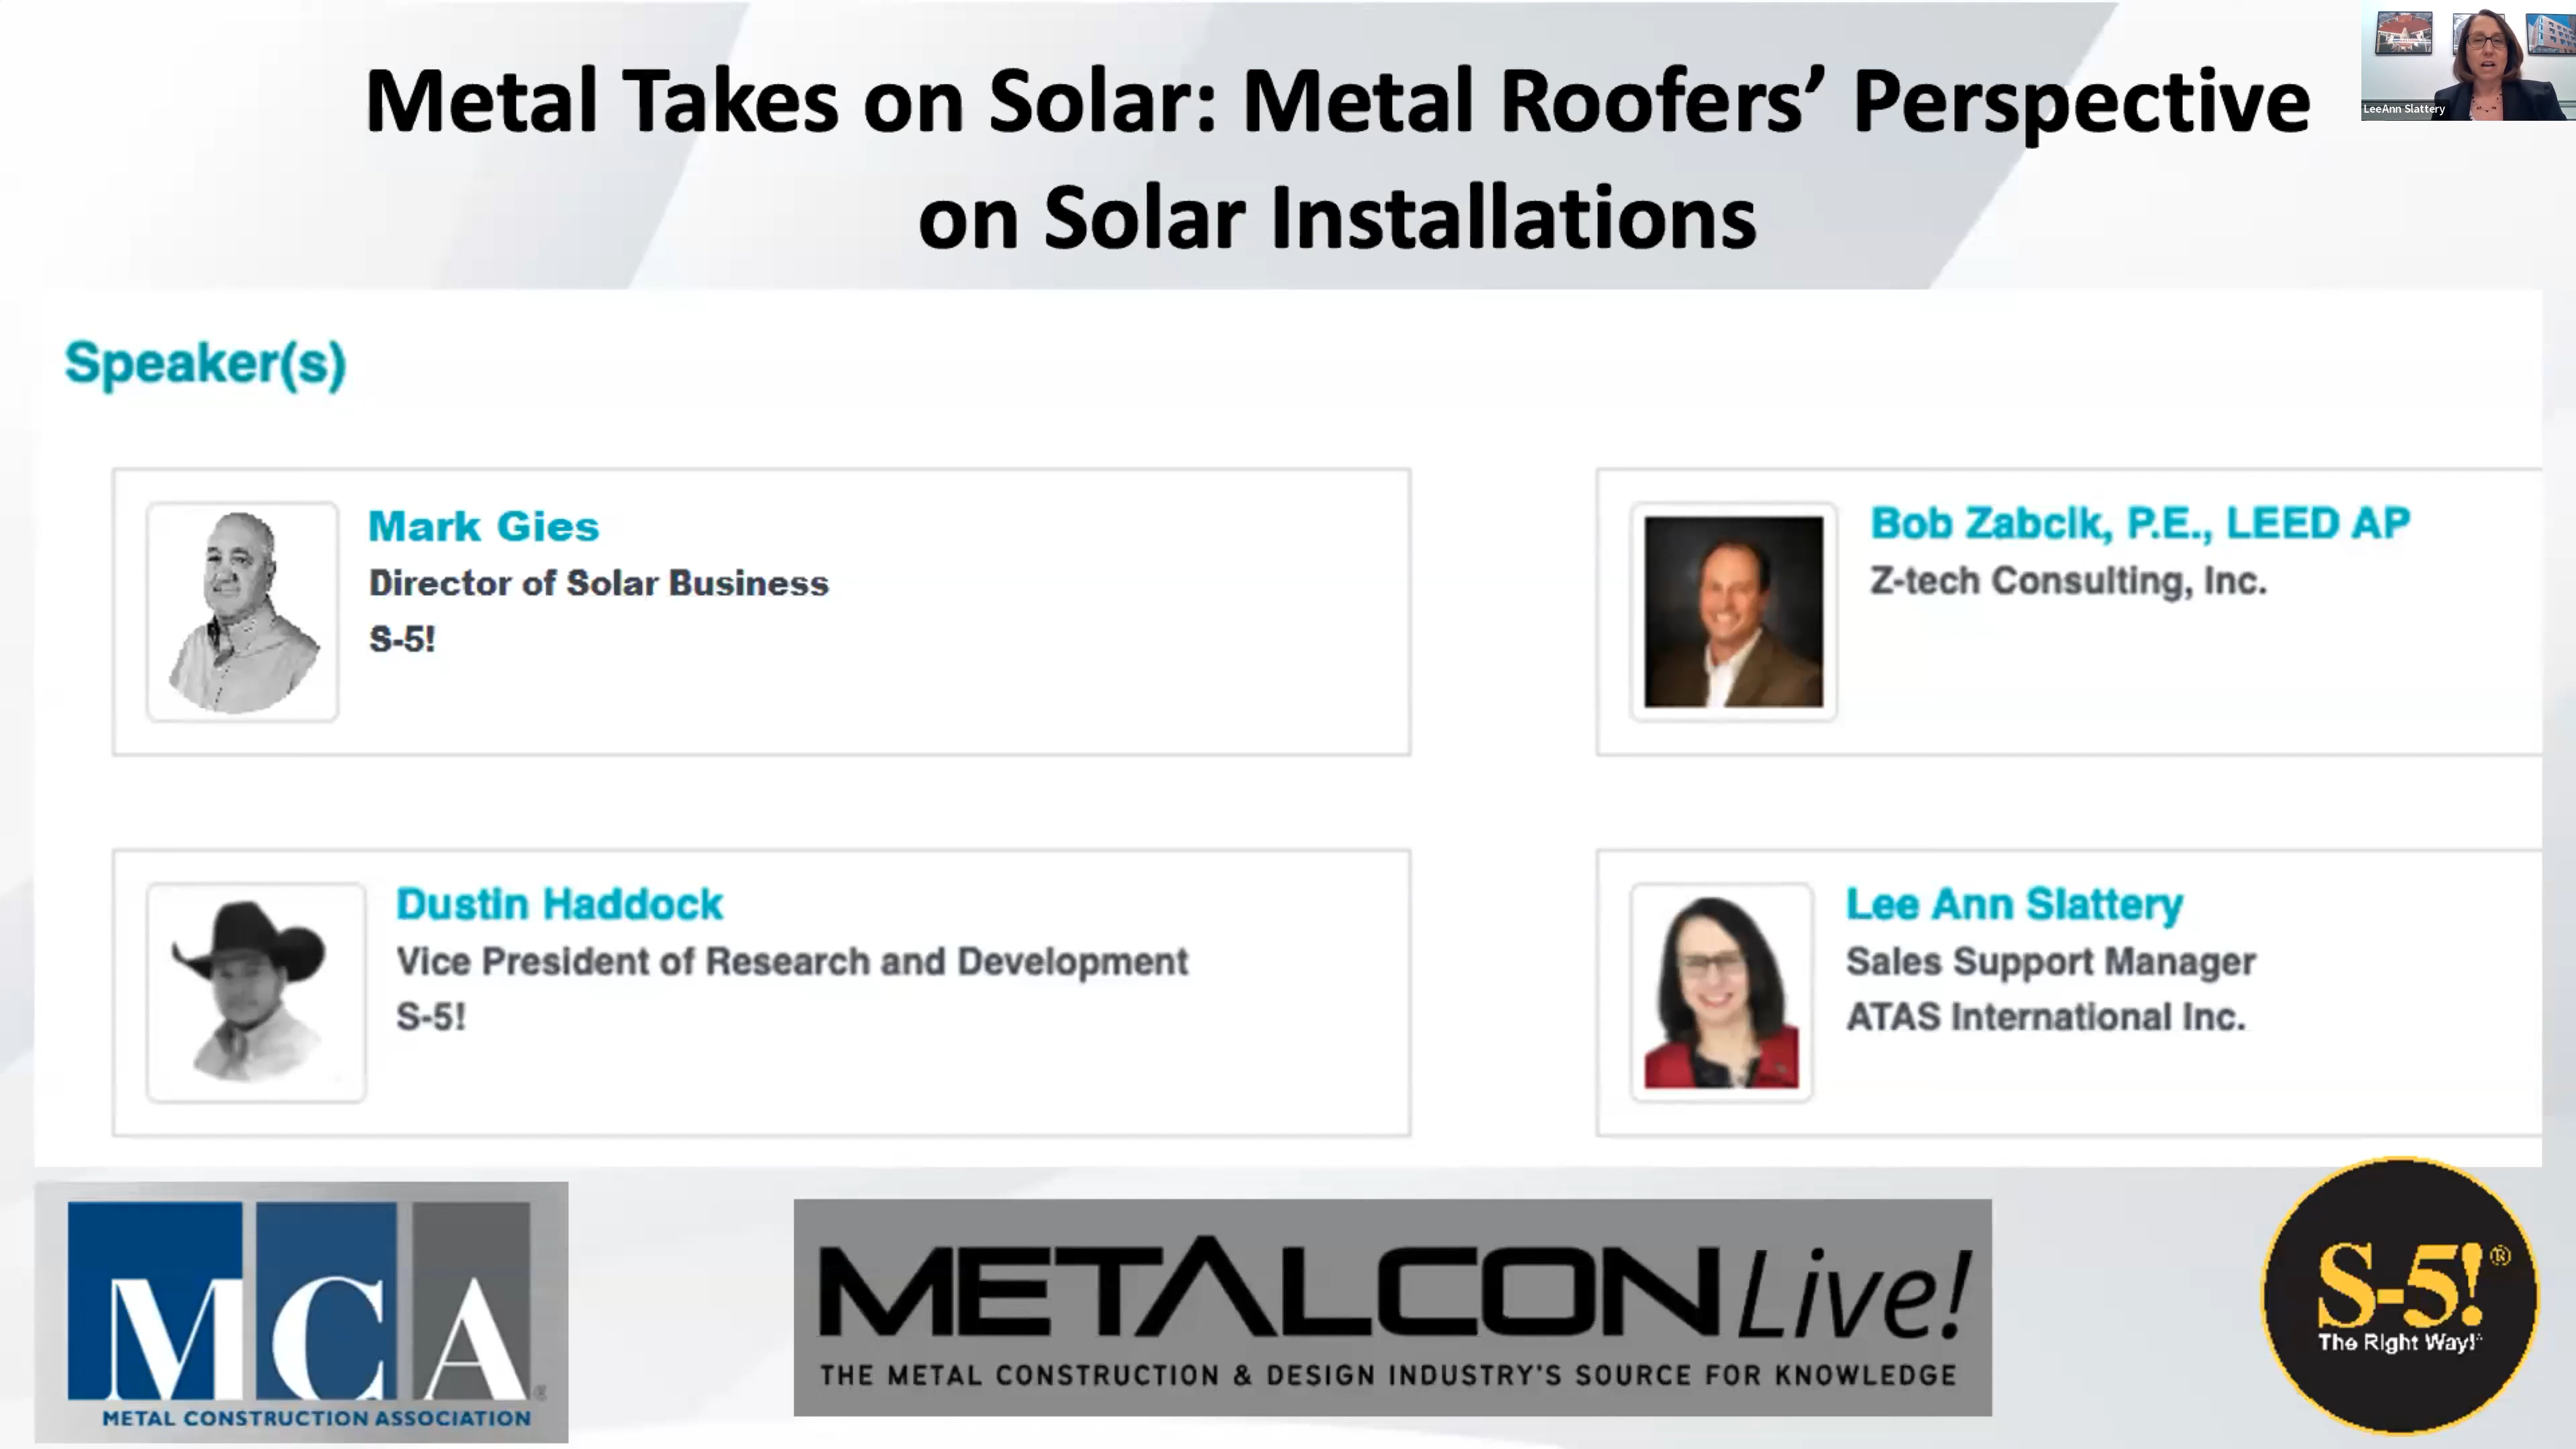 Metal Takes on Solar: Metal Roofers’ Perspective
on Solar Installations
LeeAnn Slattery
Speaker(s)
Mark Gies
Director of Solar Business
S-5!
Bob Zabcik, P.E., LEED AP
Z-tech Consulting, Inc.
Dustin Haddock
Vice President of Research and Development
S-5!
Lee Ann Slattery
Sales Support Manager
ATAS International Inc.
MCA
METAL CONSTRUCTION ASSOCIATION
METALCON Live!
THE METAL CONSTRUCTION & DESIGN INDUSTRY'S SOURCE FOR KNOWLEDGE
S-5!®
The Right Way!